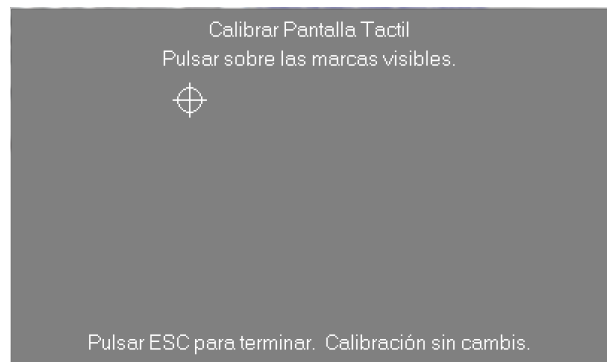 Calibrar Pantalla Tactil
Pulsar sobre las marcas visibles.
Pulsar ESC para terminar. Calibración sin cambis.